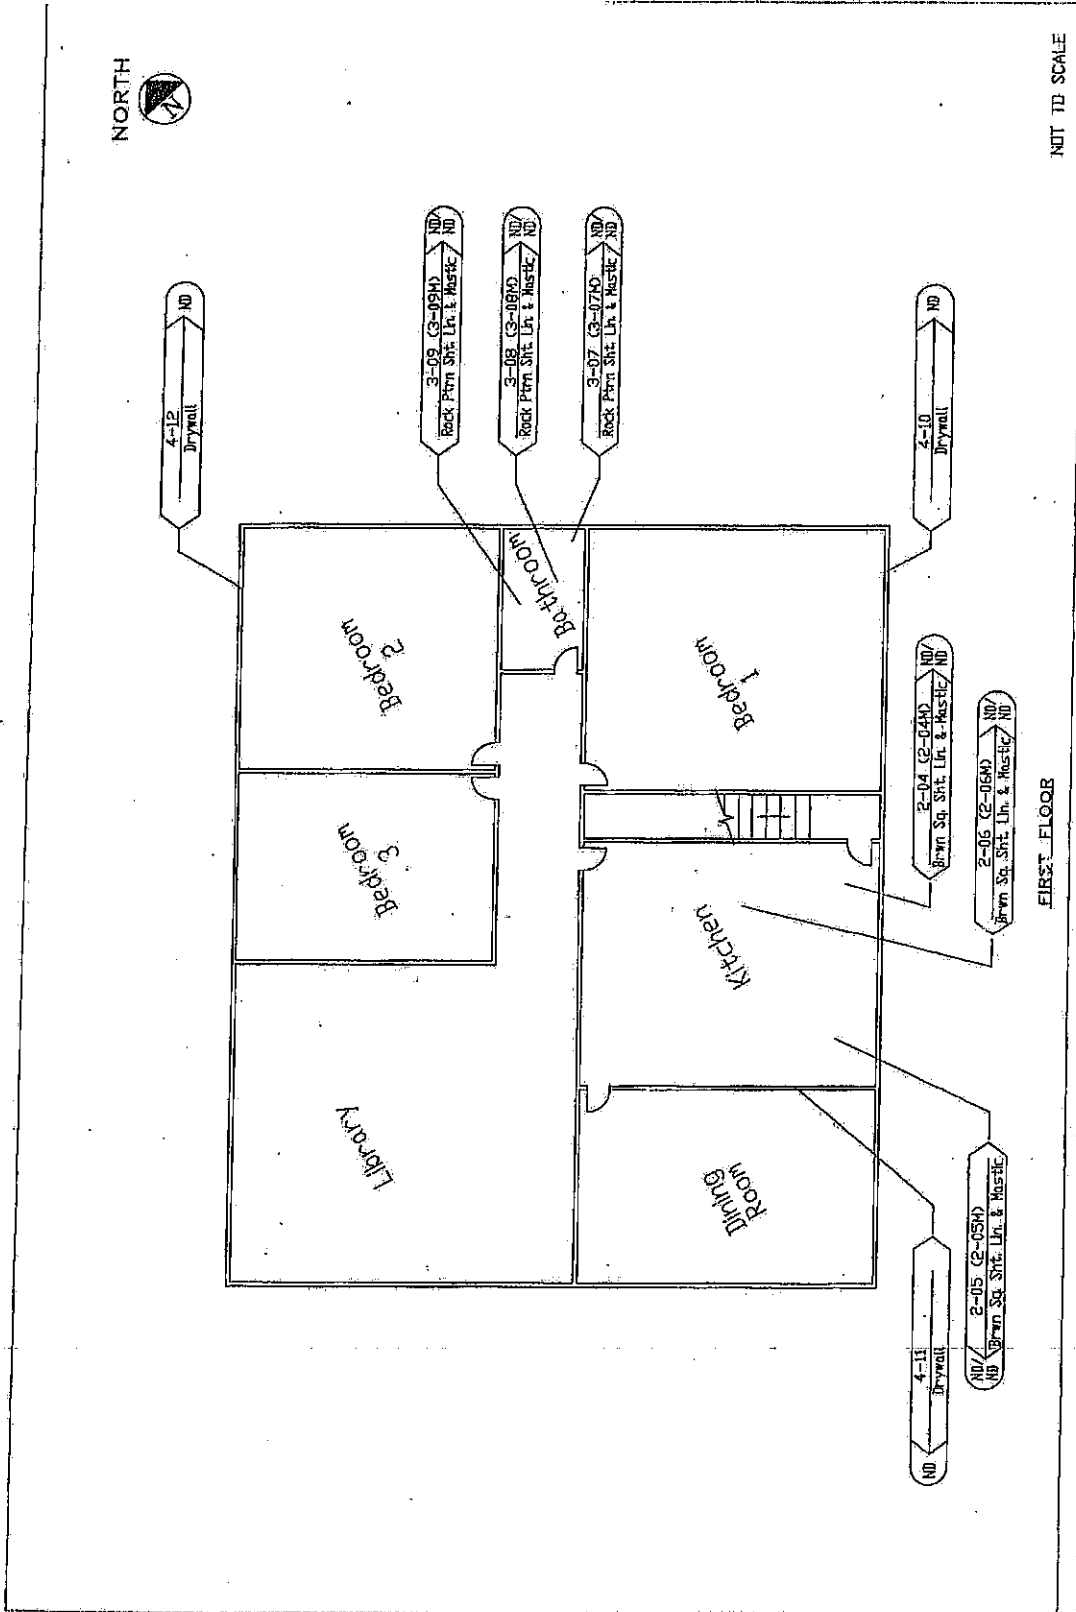 NORTH
N
4-12
Drywall
ND
3-09 (3-09M)
Rock Ptrn Sht. Lin. & Mastic
ND/
ND
3-08 (3-08M)
Rock Ptrn Sht. Lin. & Mastic
ND/
ND
3-07 (3-07M)
Rock Ptrn Sht. Lin. & Mastic
ND/
ND
4-10
Drywall
ND
Bedroom
2
Bathroom
Bedroom
1
Bedroom
3
Kitchen
Library
Dining
Room
2-04 (2-04M)
Brwn Sq. Sht. Lin. & Mastic
ND/
ND
2-06 (2-06M)
Brwn Sq. Sht. Lin. & Mastic
ND/
ND
ND/
ND
2-05 (2-05M)
Brwn Sq. Sht. Lin. & Mastic
ND
4-11
Drywall
FIRST FLOOR
NOT TO SCALE